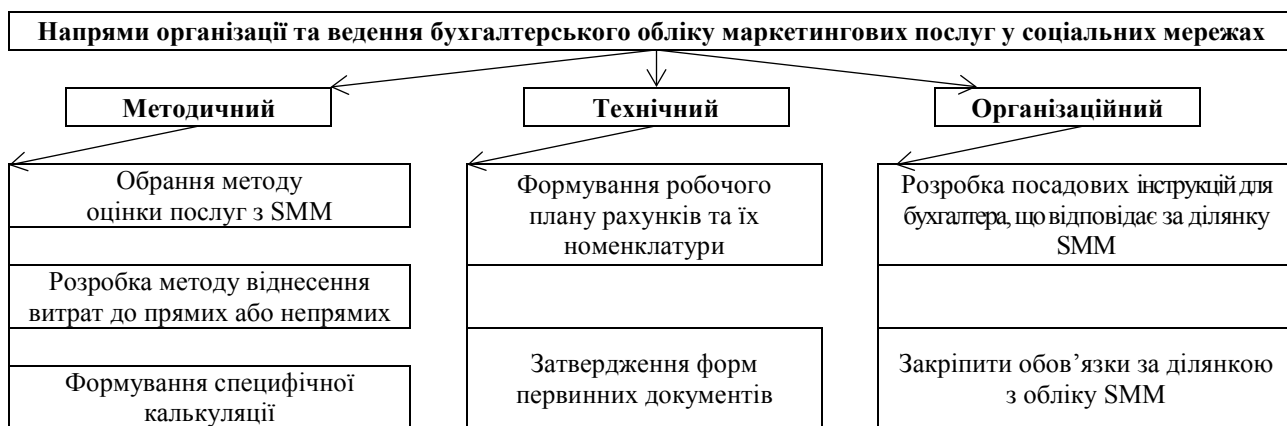 Напрями організації та ведення бухгалтерського обліку маркетингових послуг у соціальних мережах
Методичний
Технічний
Організаційний
Обрання методу
оцінки послуг з SMM
Розробка методу віднесення
витрат до прямих або непрямих
Формування специфічної
калькуляції
Формування робочого
плану рахунків та їх
номенклатури
Затвердження форм
первинних документів
Розробка посадових інструкцій для
бухгалтера, що відповідає за ділянку
SMM
Закріпити обов’язки за ділянкою
з обліку SMM